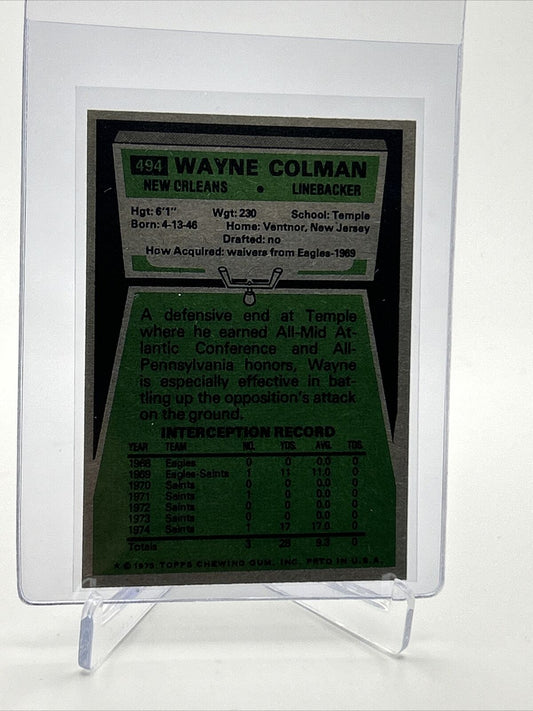 494 WAYNE COLMAN
NEW ORLEANS • LINEBACKER
Hgt: 6'1" Wgt: 230 School: Temple
Born: 4-13-46 Home: Ventnor, New Jersey
Drafted: no
How Acquired: waivers from Eagles-1969
A defensive end at Temple
where he earned All-Mid At-
lantic Conference and All-
Pennsylvania honors, Wayne
is especially effective in bat-
tling up the opposition's attack
on the ground.
INTERCEPTION RECORD
YEAR TEAM NO. YDS. AVG. TDS.
1968 Eagles 0 0 0.0 0
1969 Eagles-Saints 1 11 11.0 0
1970 Saints 0 0 0.0 0
1971 Saints 1 0 0.0 0
1972 Saints 0 0 0.0 0
1973 Saints 0 0 0.0 0
1974 Saints 1 17 17.0 0
Totals 3 28 9.3 0
* © 1975 TOPPS CHEWING GUM, INC. PRTD IN U.S.A.